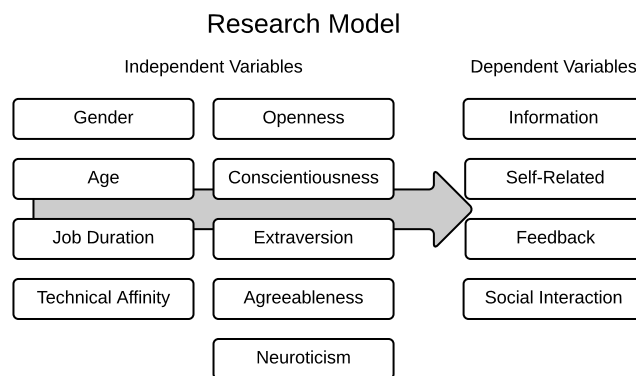 Research Model
Independent Variables
Dependent Variables
Gender
Openness
Information
Age
Conscientiousness
Self-Related
Job Duration
Extraversion
Feedback
Technical Affinity
Agreeableness
Social Interaction
Neuroticism